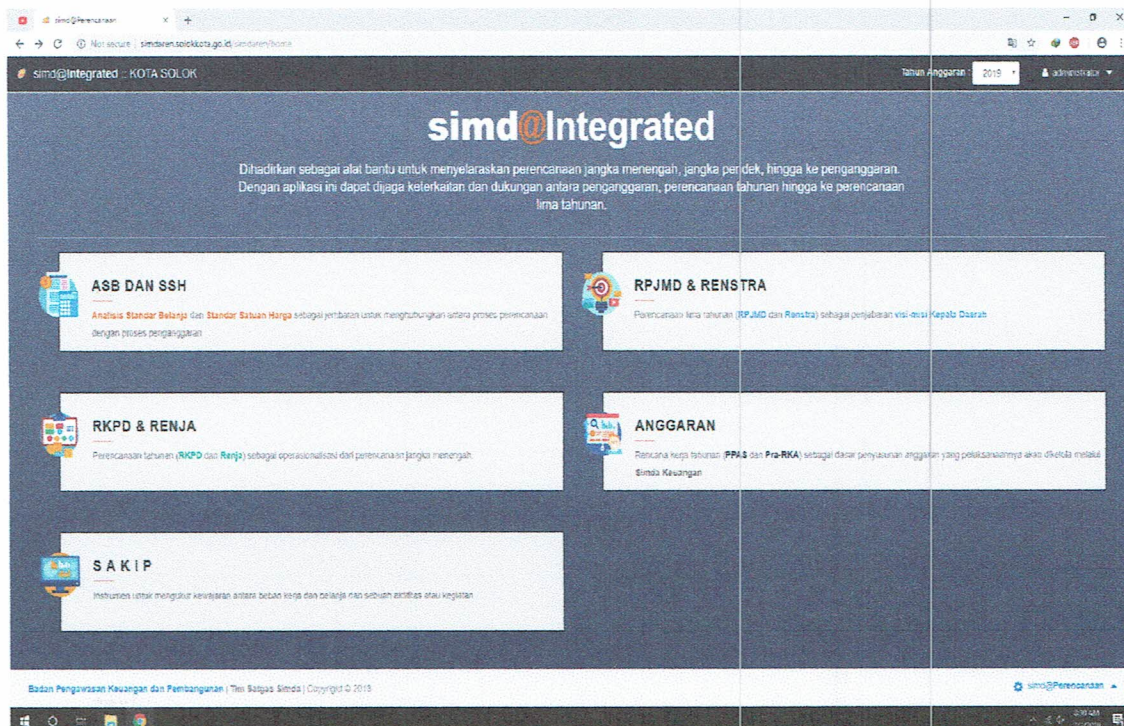 simd@Perencanaan
Not secure | simdaren.solokkota.go.id/simdaren/home
simd@Integrated :: KOTA SOLOK
Tahun Anggaran :
2019
administrator
simd@Integrated
Dihadirkan sebagai alat bantu untuk menyelaraskan perencanaan jangka menengah, jangka pendek, hingga ke penganggaran.
Dengan aplikasi ini dapat dijaga keterkaitan dan dukungan antara penganggaran, perencanaan tahunan hingga ke perencanaan
lima tahunan.
ASB DAN SSH
Analisis Standar Belanja dan Standar Satuan Harga sebagai jembatan untuk menghubungkan antara proses perencanaan
dengan proses penganggaran
RPJMD & RENSTRA
Perencanaan lima tahunan (RPJMD dan Renstra) sebagai penjabaran visi-misi Kepala Daerah
RKPD & RENJA
Perencanaan tahunan (RKPD dan Renja) sebagai operasionalisasi dari perencanaan jangka menengah.
ANGGARAN
Rencana kerja tahunan (PPAS dan Pra-RKA) sebagai dasar penyusunan anggaran yang pelaksanaannya akan dikelola melalui
Simda Keuangan
S A K I P
Instrumen untuk mengukur kewajaran antara beban kerja dan belanja dari sebuah aktifitas atau kegiatan
Badan Pengawasan Keuangan dan Pembangunan | Tim Satgas Simda | Copyright © 2018
simd@Perencanaan